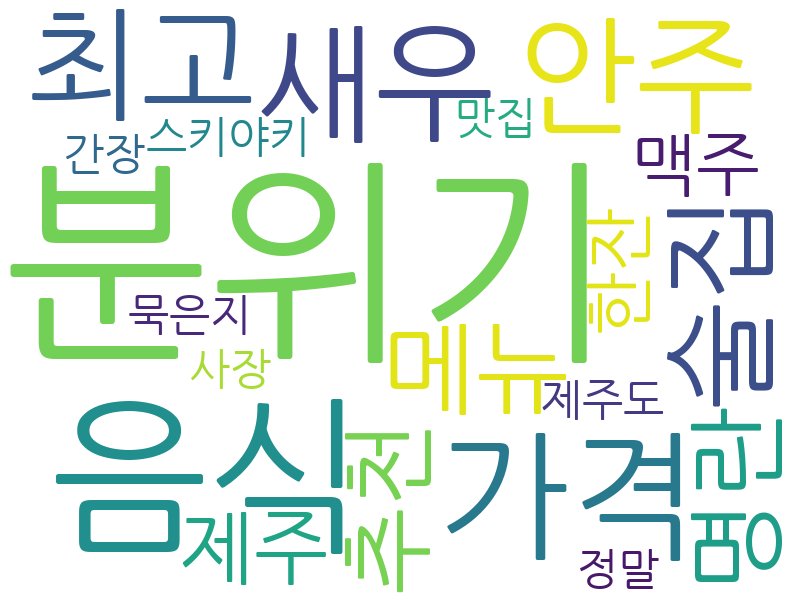 최고
새우
안주
간장
스키야키
맛집
맥주
분위기
한잔
술집
묵은지
사장
메뉴
제주도
음식
추천
가격
명란
제주
정말